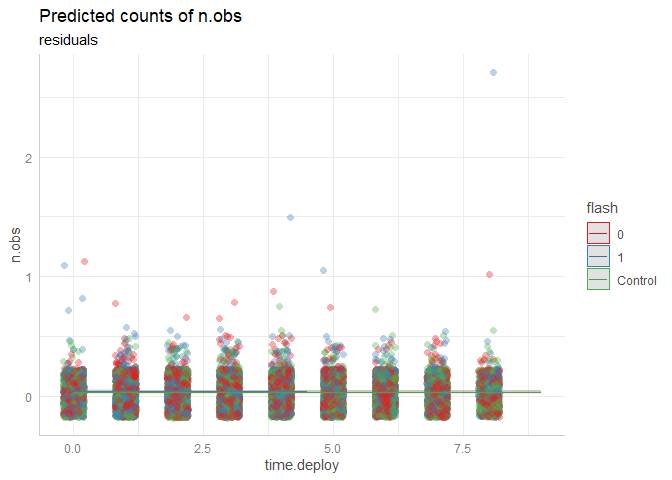 Predicted counts of n.obs
residuals
2
1
0
n.obs
0.0
2.5
5.0
7.5
time.deploy
flash
0
1
Control